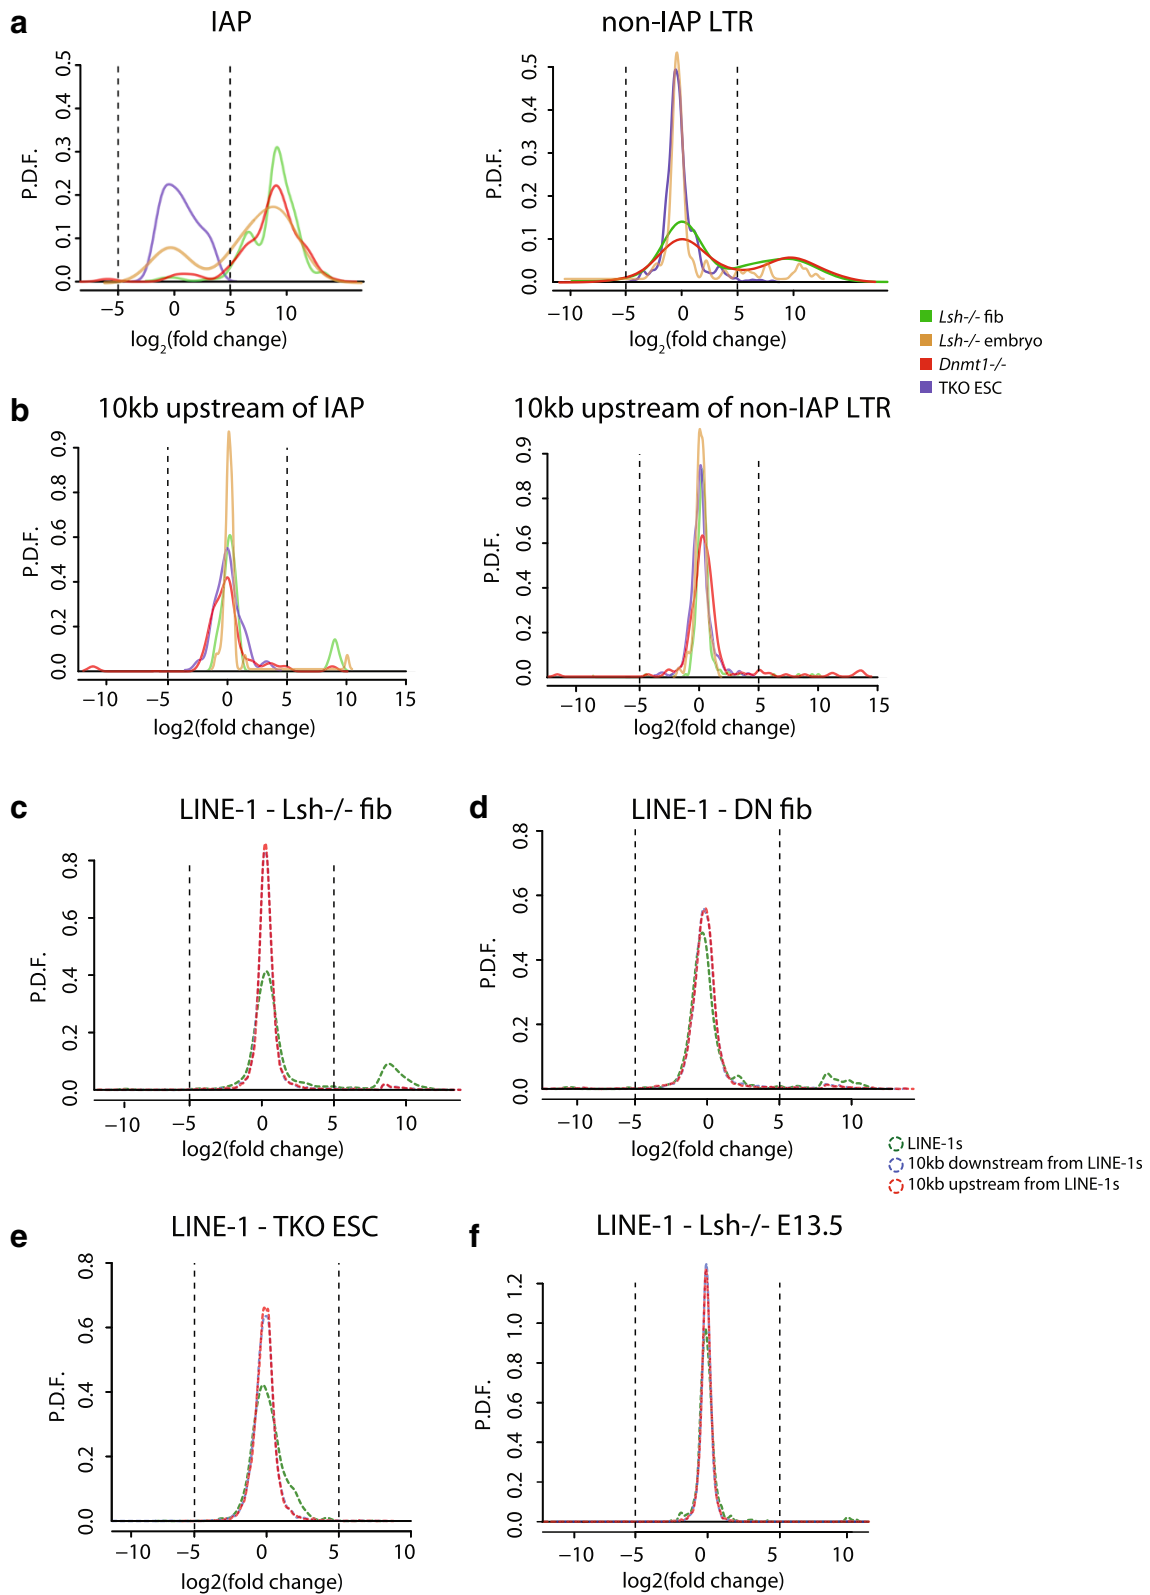 a
IAP
non-IAP LTR
P.D.F.
0.0 0.1 0.2 0.3 0.4 0.5
−5 0 5 10
log2(fold change)
P.D.F.
0.0 0.1 0.2 0.3 0.4 0.5
−10 −5 0 5 10
log2(fold change)
Lsh-/- fib
Lsh-/- embryo
Dnmt1-/-
TKO ESC
b
10kb upstream of IAP
10kb upstream of non-IAP LTR
P.D.F.
0.0 0.2 0.4 0.6 0.8 0.9
−10 −5 0 5 10 15
log2(fold change)
P.D.F.
0.0 0.2 0.4 0.6 0.8 0.9
−10 −5 0 5 10 15
log2(fold change)
c
LINE-1 - Lsh-/- fib
P.D.F.
0.0 0.2 0.4 0.6 0.8
−10 −5 0 5 10
log2(fold change)
d
LINE-1 - DN fib
P.D.F.
0.0 0.2 0.4 0.6 0.8
−10 −5 0 5 10
log2(fold change)
LINE-1s
10kb downstream from LINE-1s
10kb upstream from LINE-1s
e
LINE-1 - TKO ESC
P.D.F.
0.0 0.2 0.4 0.6 0.8
−10 −5 0 5 10
log2(fold change)
f
LINE-1 - Lsh-/- E13.5
P.D.F.
0.0 0.2 0.4 0.6 0.8 1.0 1.2
−10 −5 0 5 10
log2(fold change)